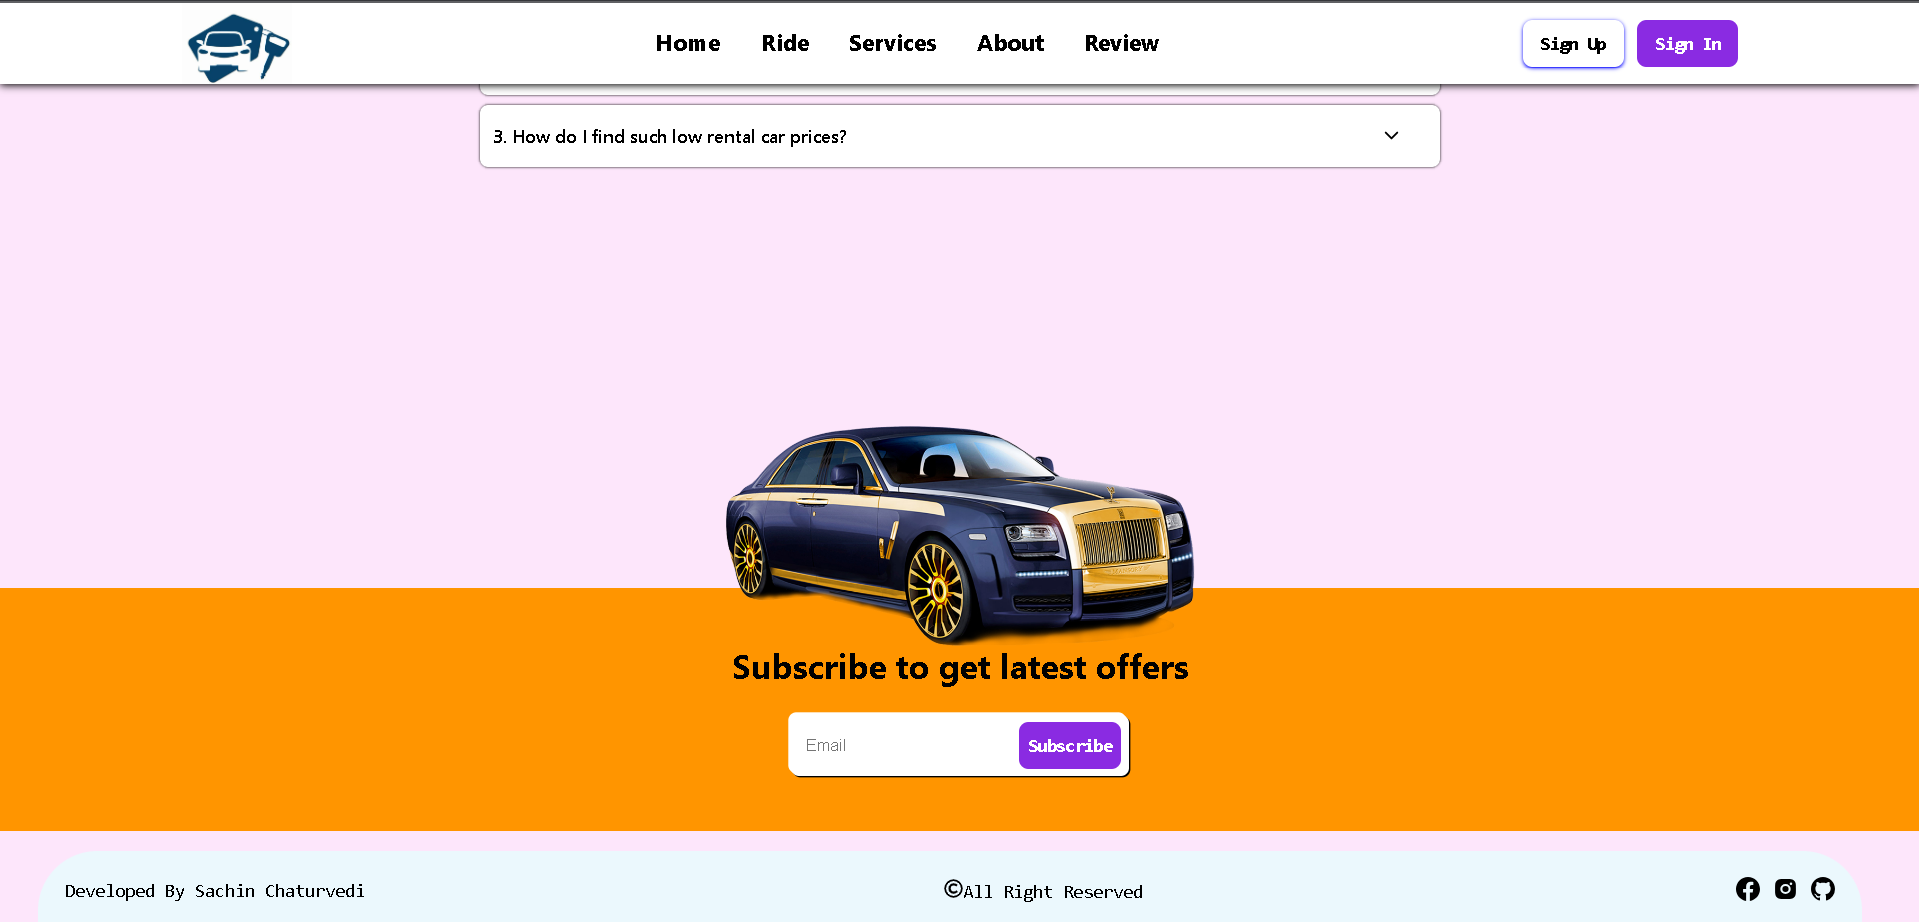 Home Ride Services About Review Sign Up Sign In
3. How do I find such low rental car prices?
Subscribe to get latest offers
Email Subscribe
Developed By Sachin Chaturvedi ©All Right Reserved